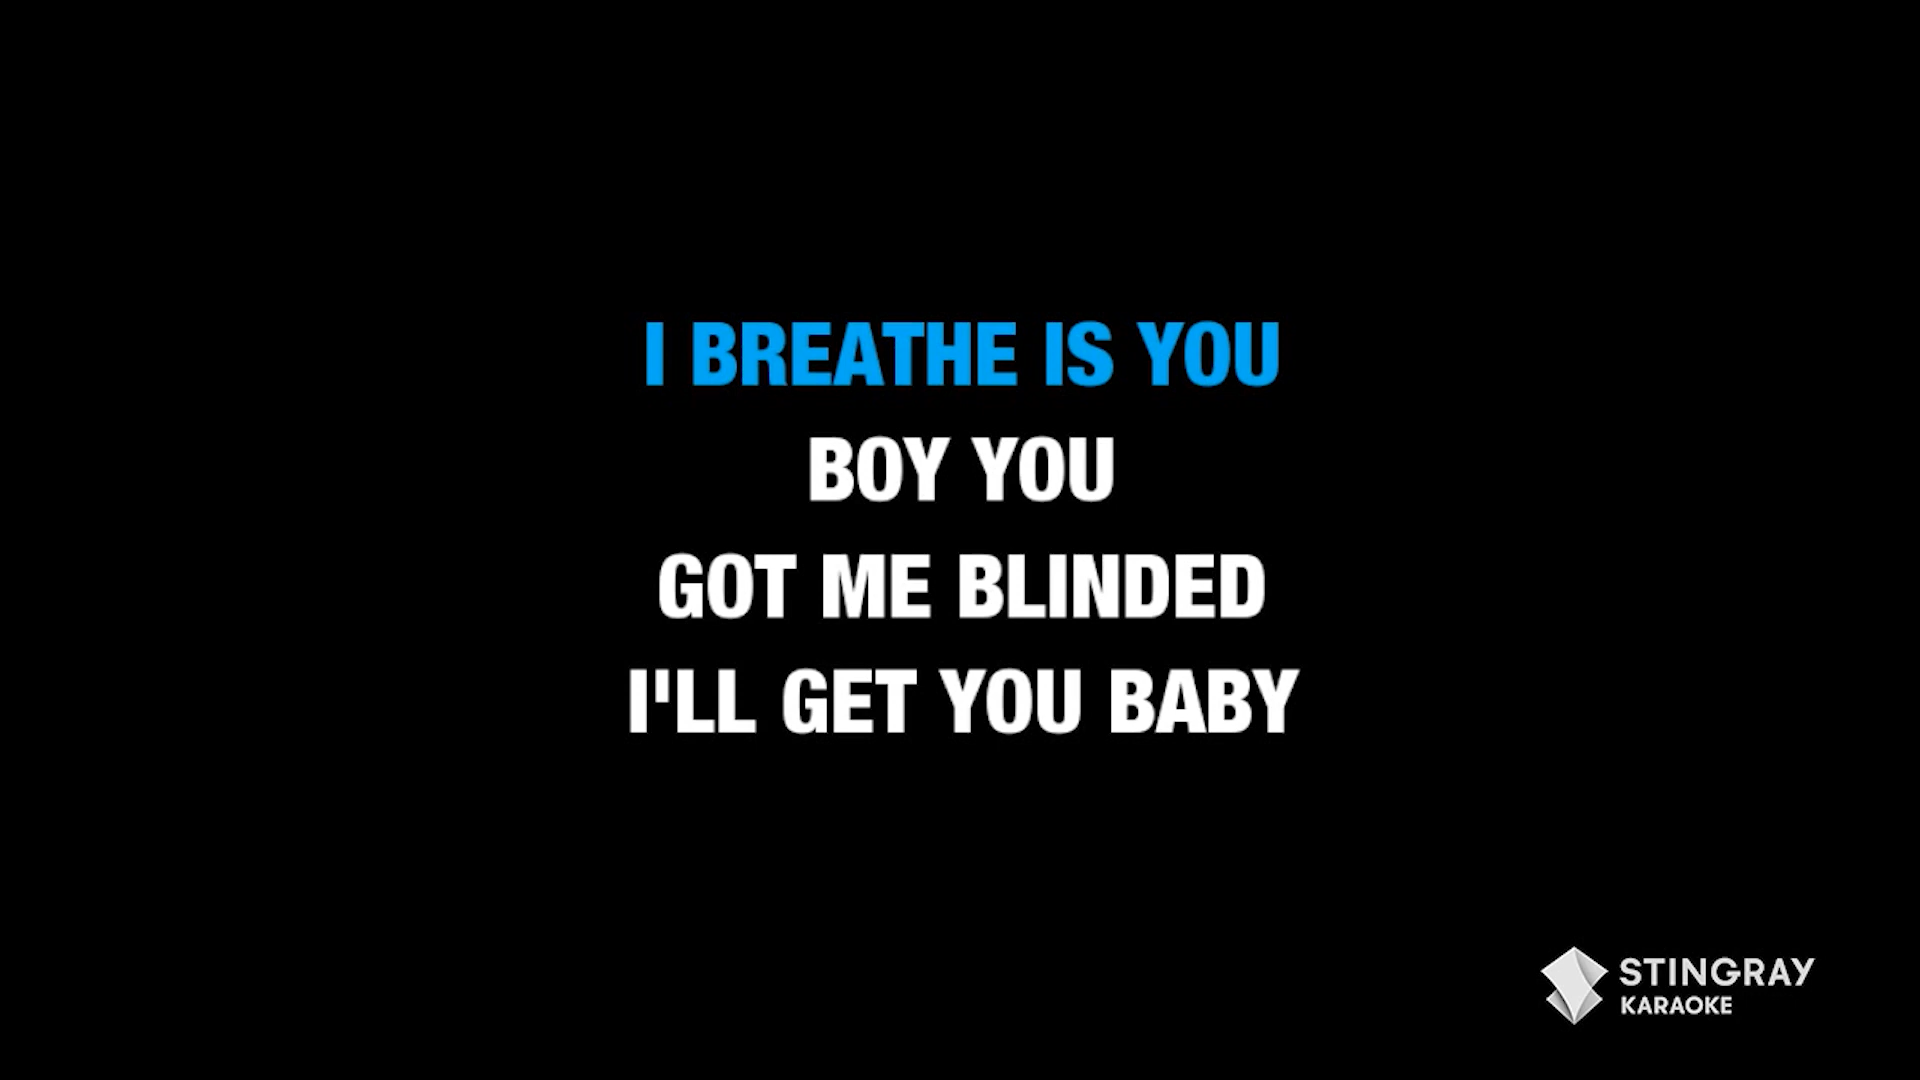 I BREATHE IS YOU
BOY YOU
GOT ME BLINDED
I'LL GET YOU BABY
STINGRAY
KARAOKE